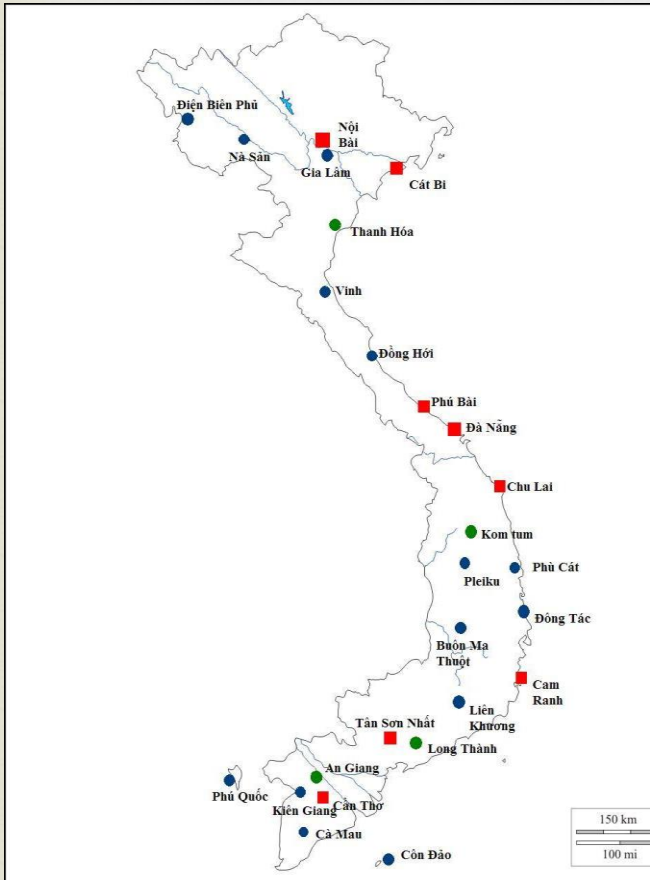 Điện Biên Phủ
Nà Sản
Nội
Bài
Gia Lâm
Cát Bi
Thanh Hóa
Vinh
Đồng Hới
Phú Bài
Đà Nẵng
Chu Lai
Kom tum
Pleiku
Phù Cát
Đông Tác
Buôn Ma
Thuột
Cam
Ranh
Liên
Khương
Tân Sơn Nhất
Long Thành
An Giang
Phú Quốc
Kiên Giang
Cần Thơ
Cà Mau
Côn Đảo
150 km
100 mi